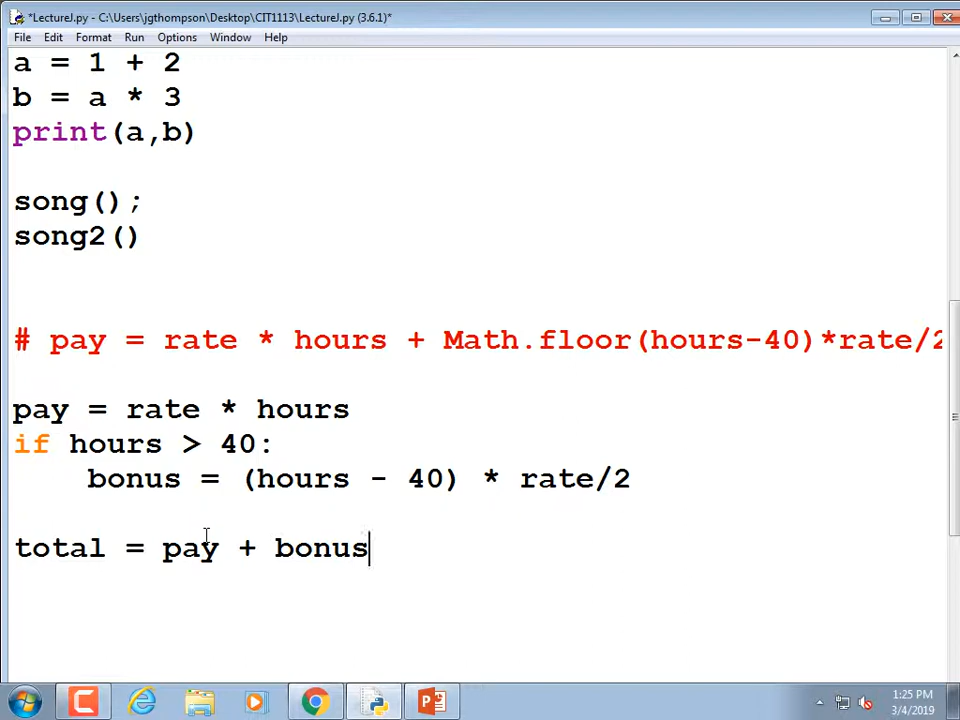 *LectureJ.py - C:\Users\jgthompson\Desktop\CIT1113\LectureJ.py (3.6.1)*
File Edit Format Run Options Window Help
a = 1 + 2
b = a * 3
print(a,b)
song();
song2()
# pay = rate * hours + Math.floor(hours-40)*rate/2
pay = rate * hours
if hours > 40:
bonus = (hours - 40) * rate/2
total = pay + bonus
1:25 PM
3/4/2019